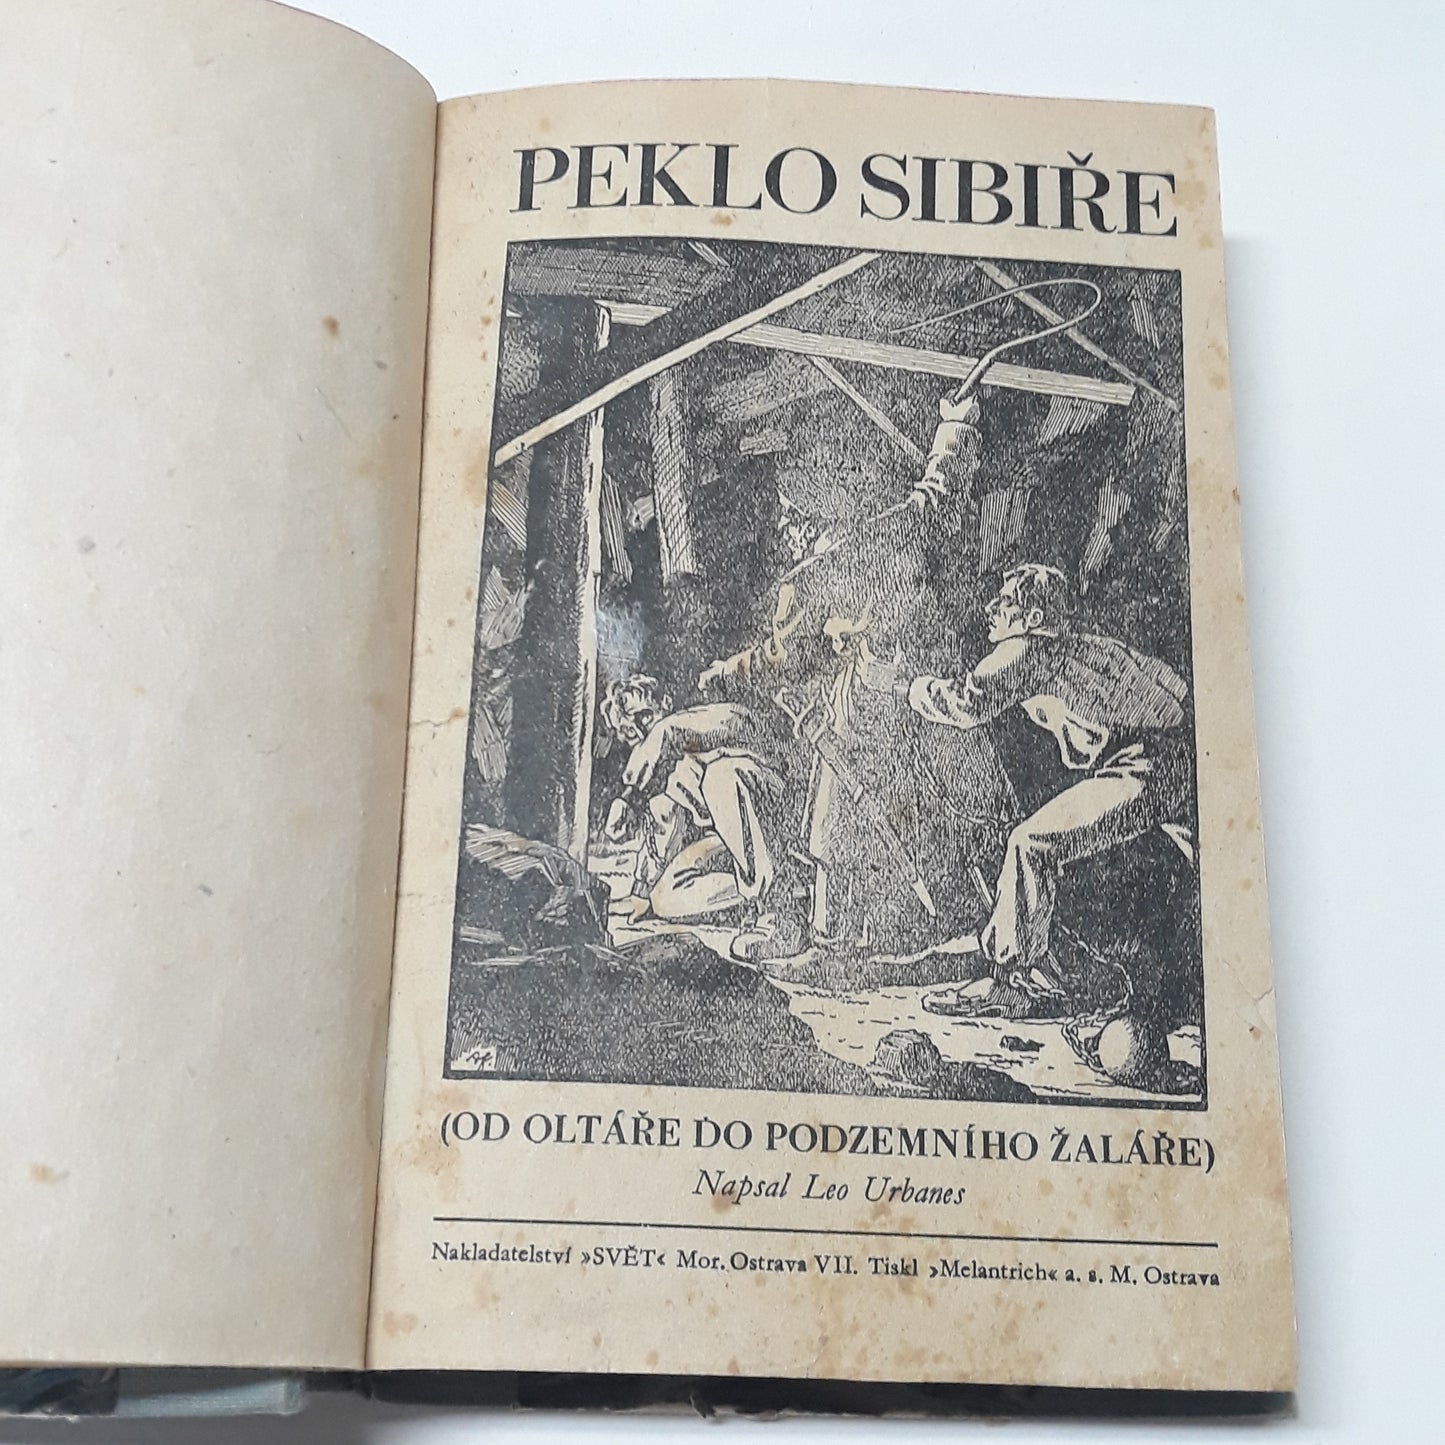 PEKLO SIBIŘE
(OD OLTÁŘE DO PODZEMNÍHO ŽALÁŘE)
Napsal Leo Urbanes
Nakladatelství »SVĚT« Mor. Ostrava VII. Tiskl »Melantrich« a. s. M. Ostrava